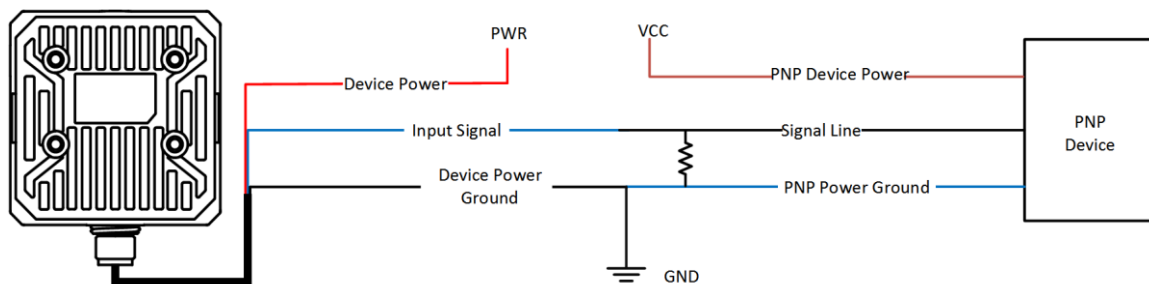 PWR
VCC
Device Power
PNP Device Power
Input Signal
Signal Line
PNP
Device
Device Power
Ground
PNP Power Ground
GND